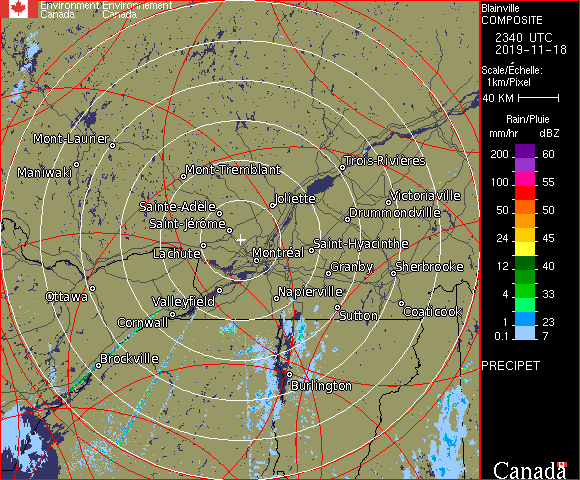 Environment Environnement
Canada Canada
Blainville
COMPOSITE
2340 UTC
2019-11-18
Scale/Échelle:
1km/Pixel
40 KM
Rain/Pluie
mm/hr dBZ
200 60
100 55
50 50
24 45
12 40
4 33
1 23
0.1 7
PRECIPET
Mont-Laurier
Maniwaki
Mont-Tremblant
Trois-Rivières
Joliette
Victoriaville
Sainte-Adèle
Drummondville
Saint-Jérôme
Saint-Hyacinthe
Lachute
Montréal
Granby
Sherbrooke
Ottawa
Napierville
Valleyfield
Coaticook
Sutton
Cornwall
Brockville
Burlington
Canada